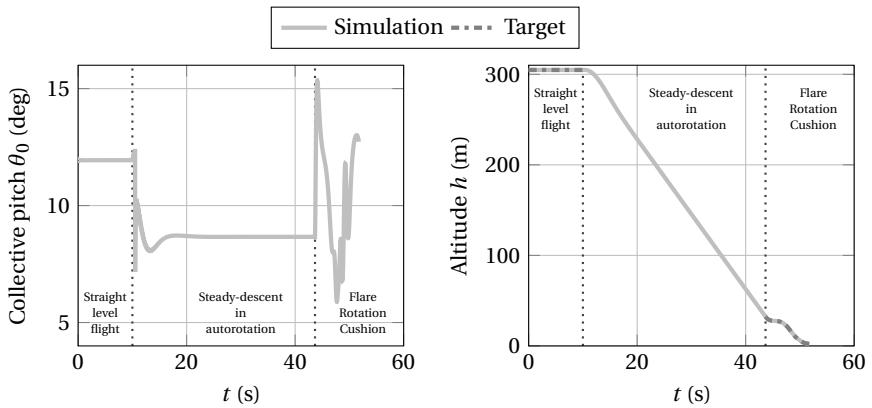 Simulation Target
Collective pitch θ0 (deg)
15
10
5
Straight
level
flight
Steady-descent
in
autorotation
Flare
Rotation
Cushion
0 20 40 60
t (s)
Altitude h (m)
300
200
100
0
Straight
level
flight
Steady-descent
in
autorotation
Flare
Rotation
Cushion
0 20 40 60
t (s)